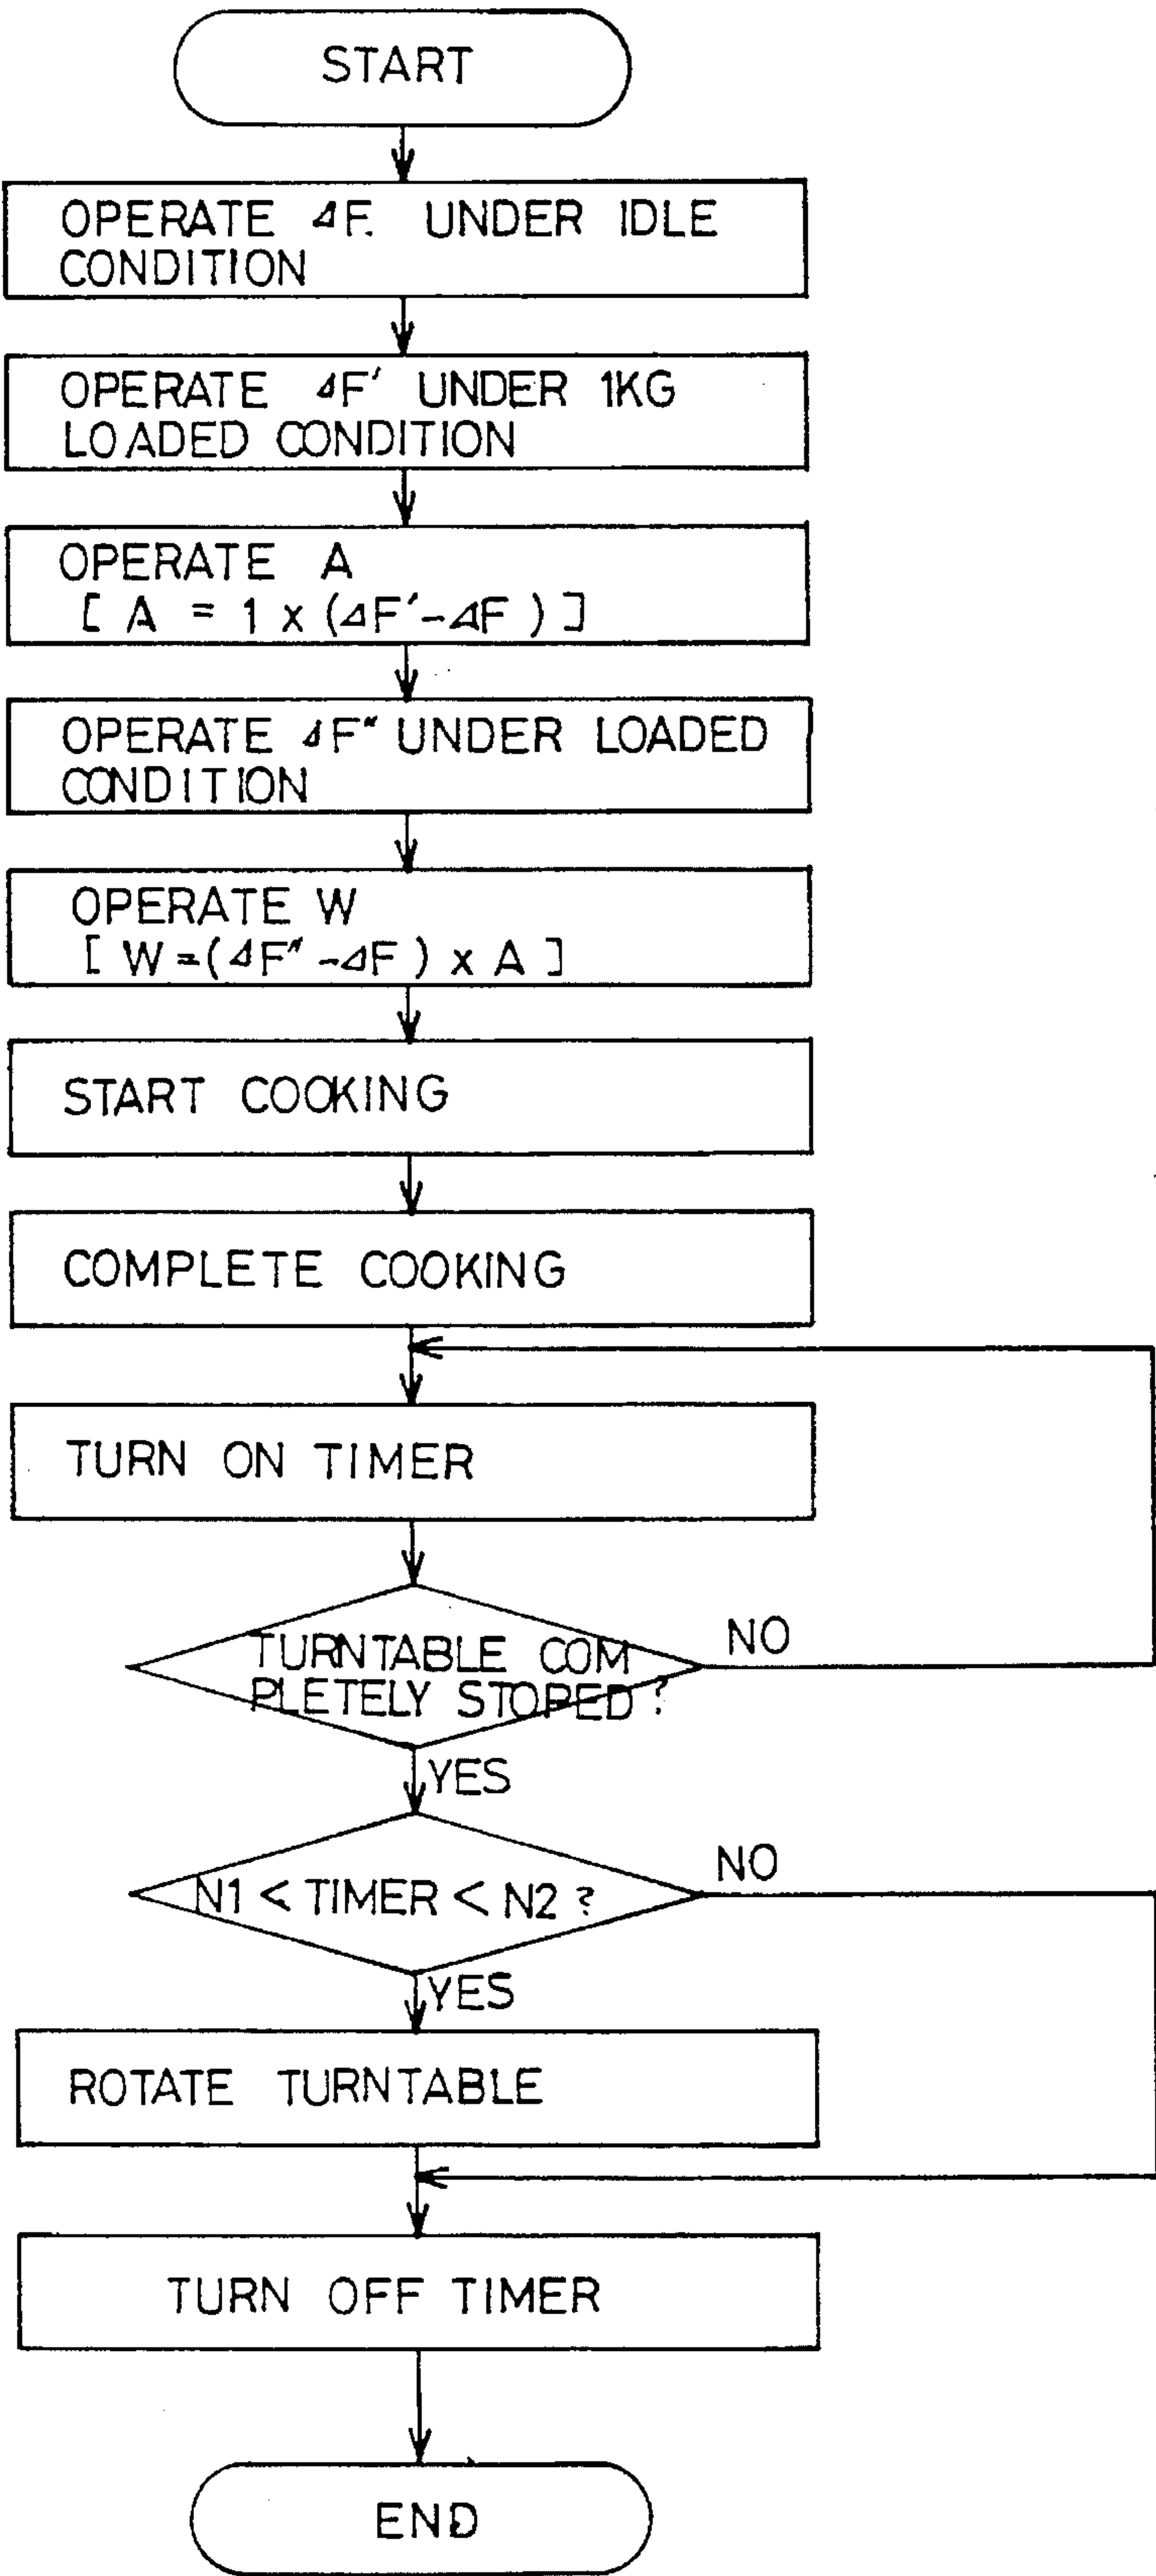 START
OPERATE ⊿F. UNDER IDLE
CONDITION
OPERATE ⊿F′ UNDER 1KG
LOADED CONDITION
OPERATE A
[ A = 1 x (⊿F′-⊿F ) ]
OPERATE ⊿F″ UNDER LOADED
CONDITION
OPERATE W
[ W=(⊿F″-⊿F ) x A ]
START COOKING
COMPLETE COOKING
TURN ON TIMER
TURNTABLE COM
PLETELY STOPED ?
NO
YES
N1 < TIMER < N2 ?
NO
YES
ROTATE TURNTABLE
TURN OFF TIMER
END